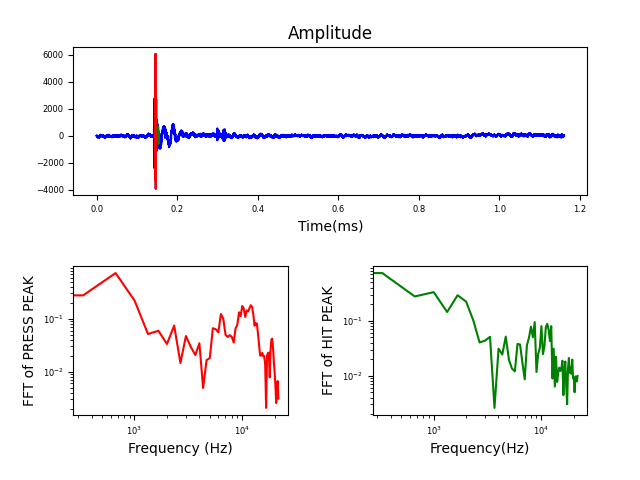 Amplitude
6000
4000
2000
0
−2000
−4000
0.0 0.2 0.4 0.6 0.8 1.0 1.2
Time(ms)
FFT of PRESS PEAK
10⁻¹
10⁻²
10³ 10⁴
Frequency (Hz)
FFT of HIT PEAK
10⁻¹
10⁻²
10³ 10⁴
Frequency(Hz)